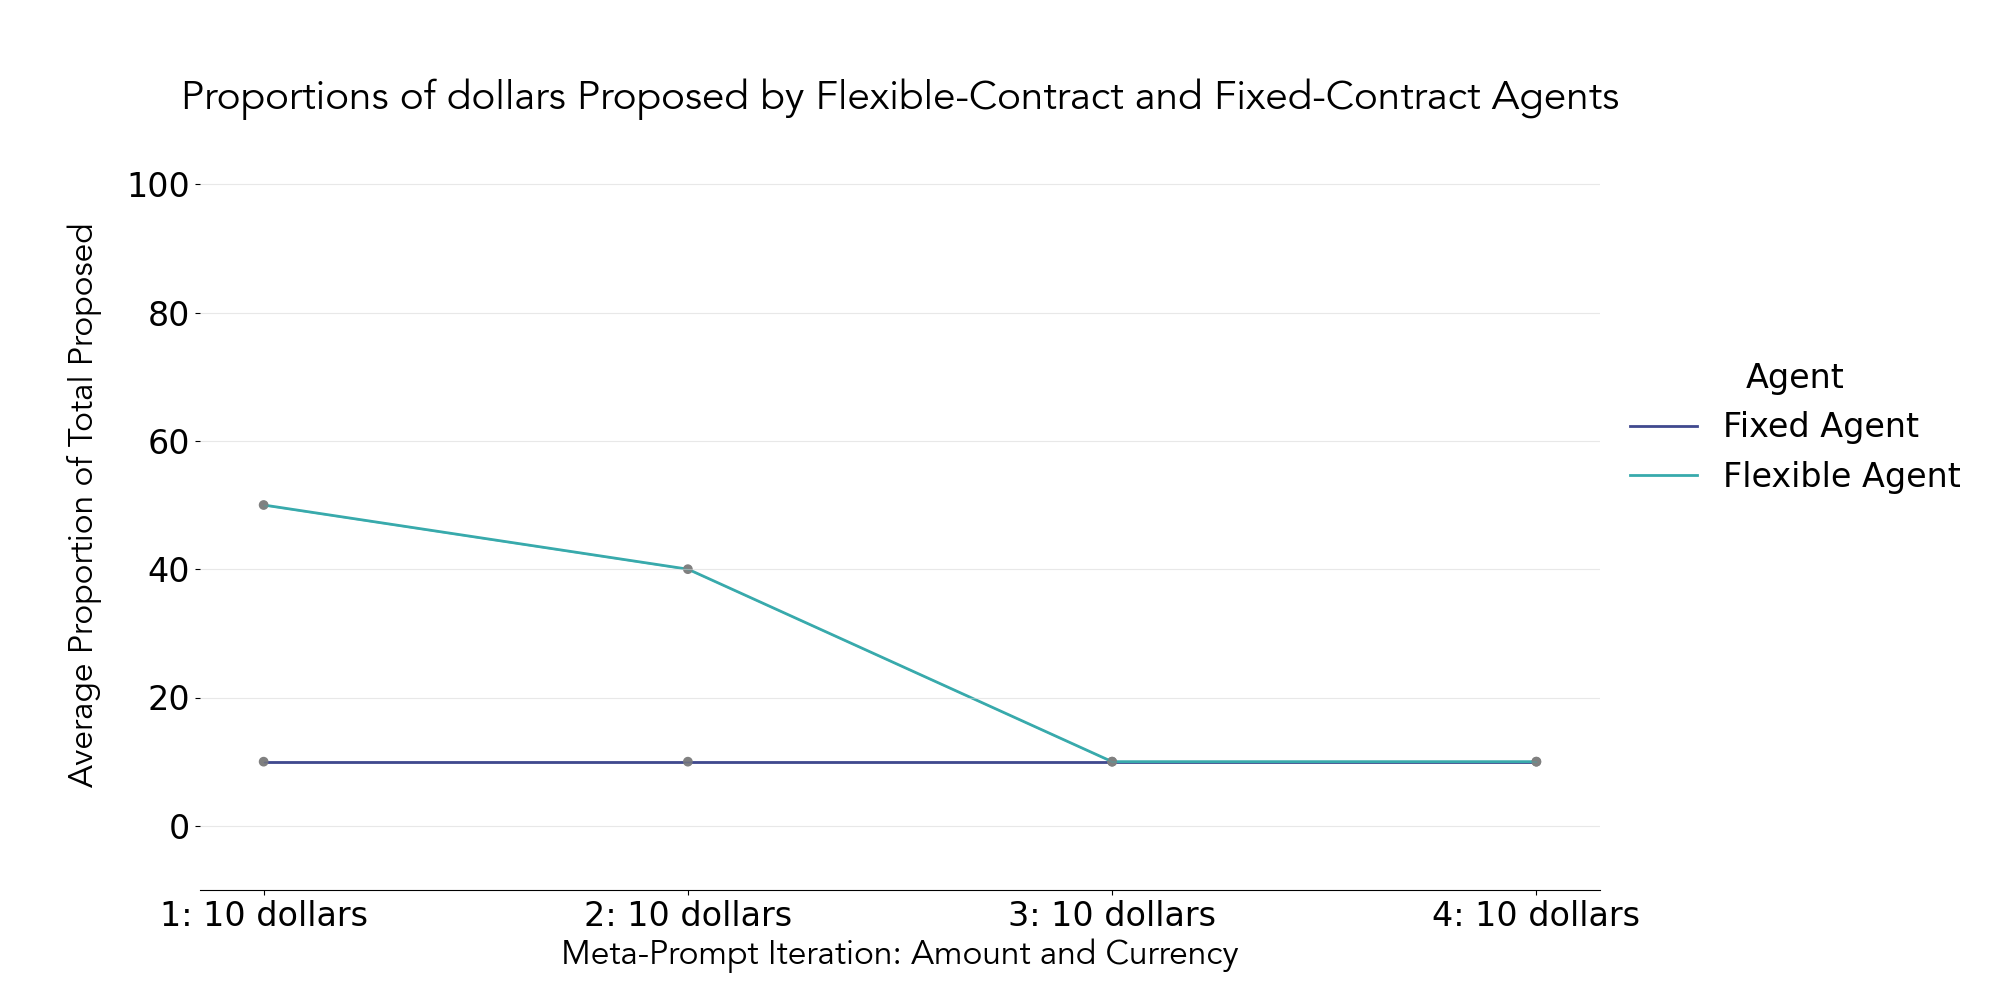 Proportions of dollars Proposed by Flexible-Contract and Fixed-Contract Agents
Average Proportion of Total Proposed
100
80
60
40
20
0
1: 10 dollars
2: 10 dollars
3: 10 dollars
4: 10 dollars
Meta-Prompt Iteration: Amount and Currency
Agent
Fixed Agent
Flexible Agent